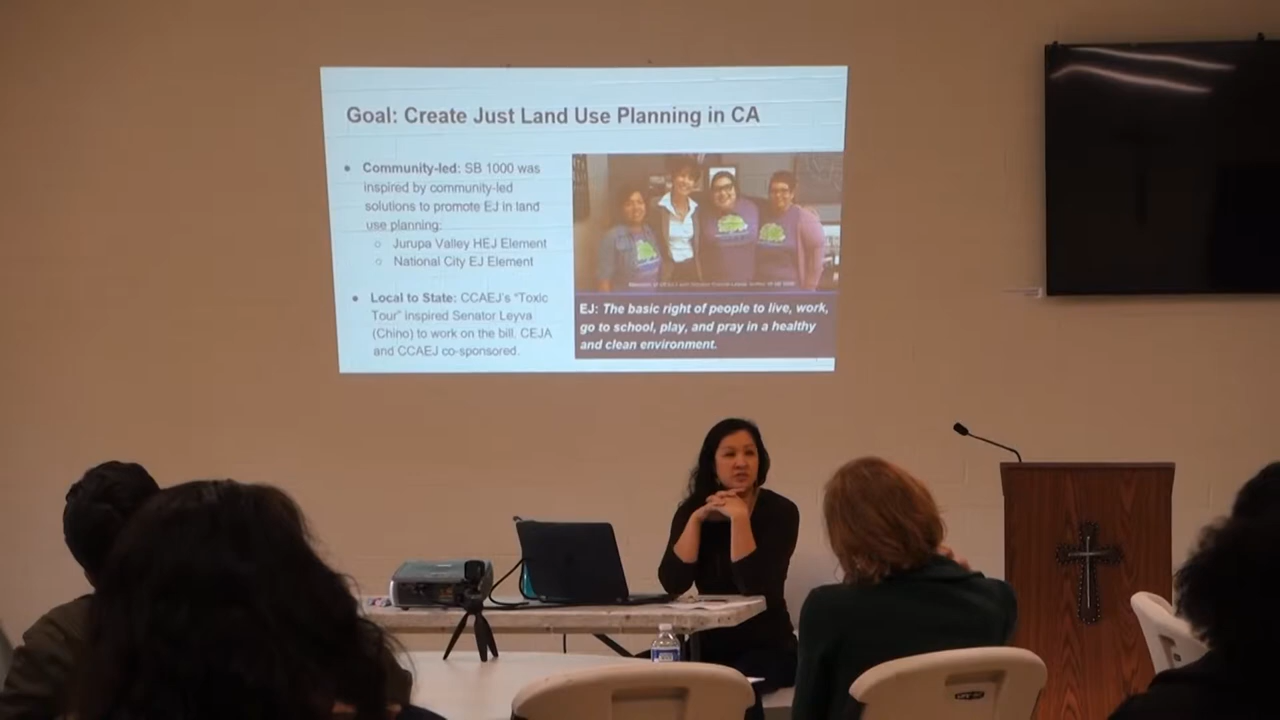 Goal: Create Just Land Use Planning in CA
Community-led: SB 1000 was
inspired by community-led
solutions to promote EJ in land
use planning:
Jurupa Valley HEJ Element
National City EJ Element
Local to State: CCAEJ's "Toxic
Tour" inspired Senator Leyva
(Chino) to work on the bill. CEJA
and CCAEJ co-sponsored.
EJ: The basic right of people to live, work,
go to school, play, and pray in a healthy
and clean environment.